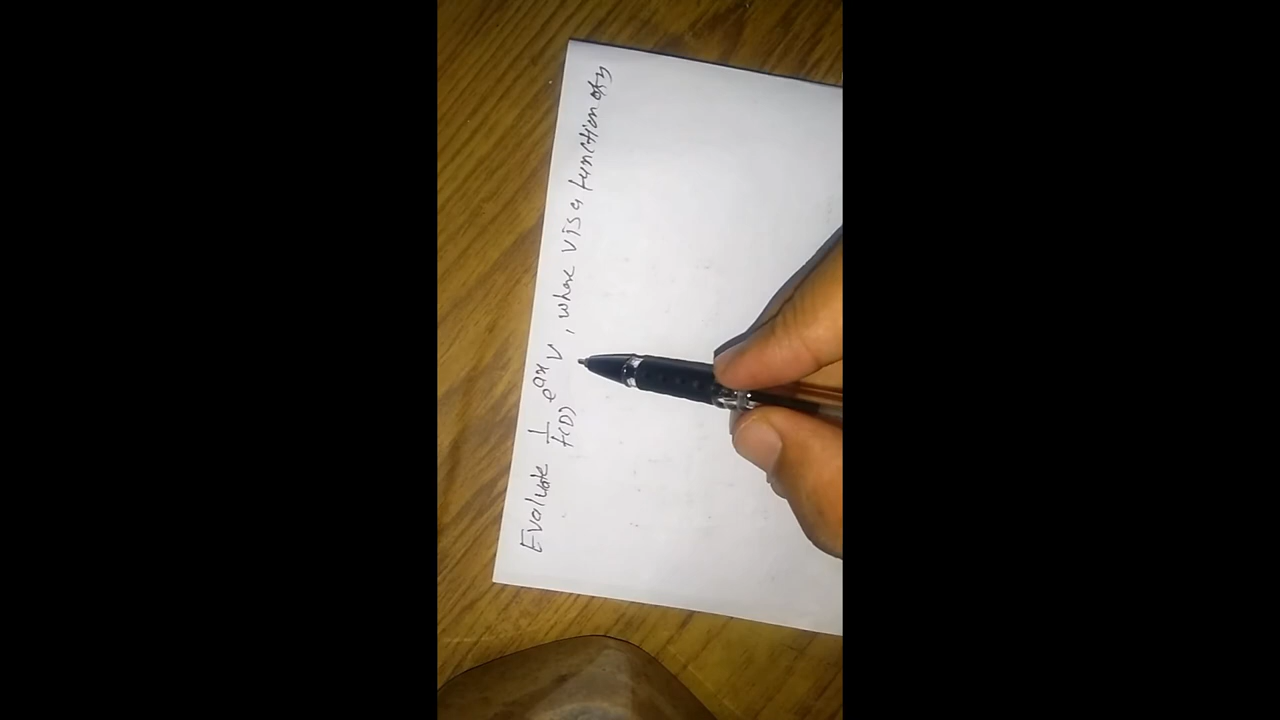 Evaluate 1/f(D) e^{ax} V, where V is a function of x